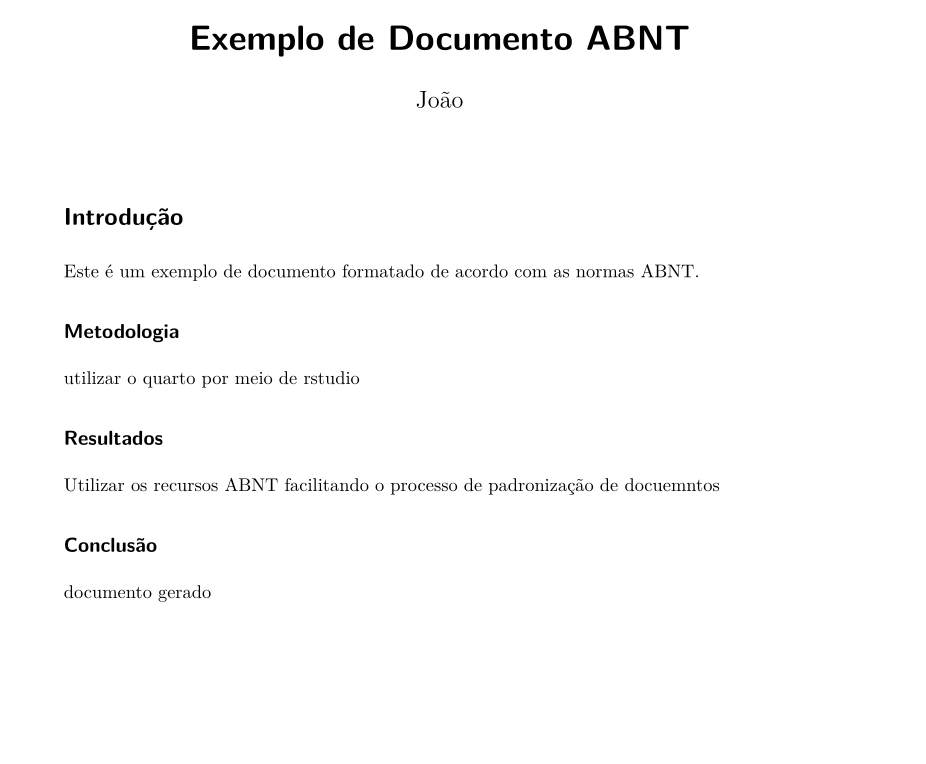 Exemplo de Documento ABNT
João
Introdução
Este é um exemplo de documento formatado de acordo com as normas ABNT.
Metodologia
utilizar o quarto por meio de rstudio
Resultados
Utilizar os recursos ABNT facilitando o processo de padronização de docuemntos
Conclusão
documento gerado